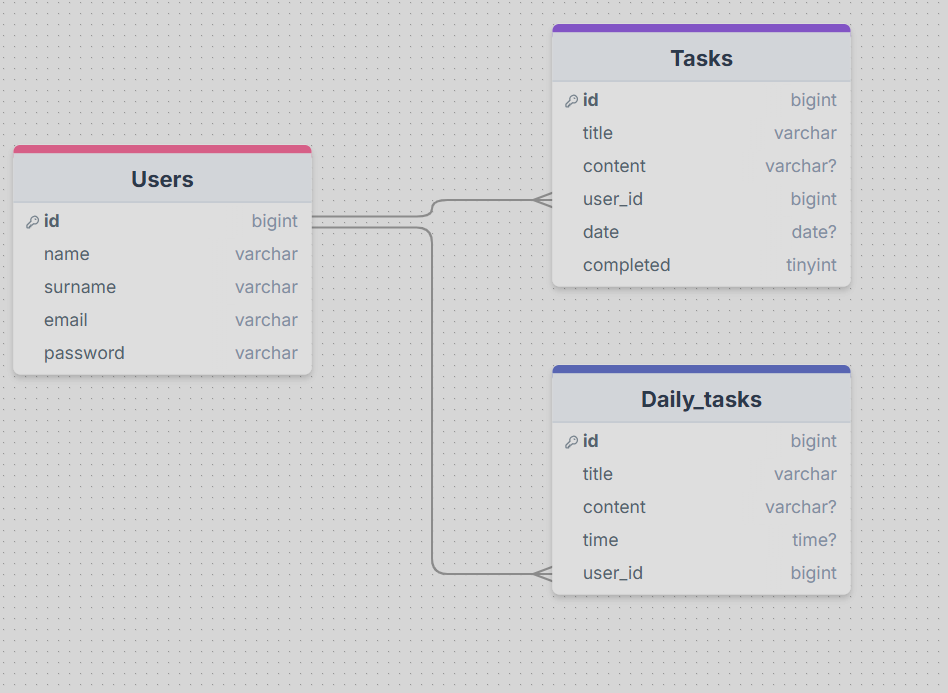 Users
id bigint
name varchar
surname varchar
email varchar
password varchar
Tasks
id bigint
title varchar
content varchar?
user_id bigint
date date?
completed tinyint
Daily_tasks
id bigint
title varchar
content varchar?
time time?
user_id bigint